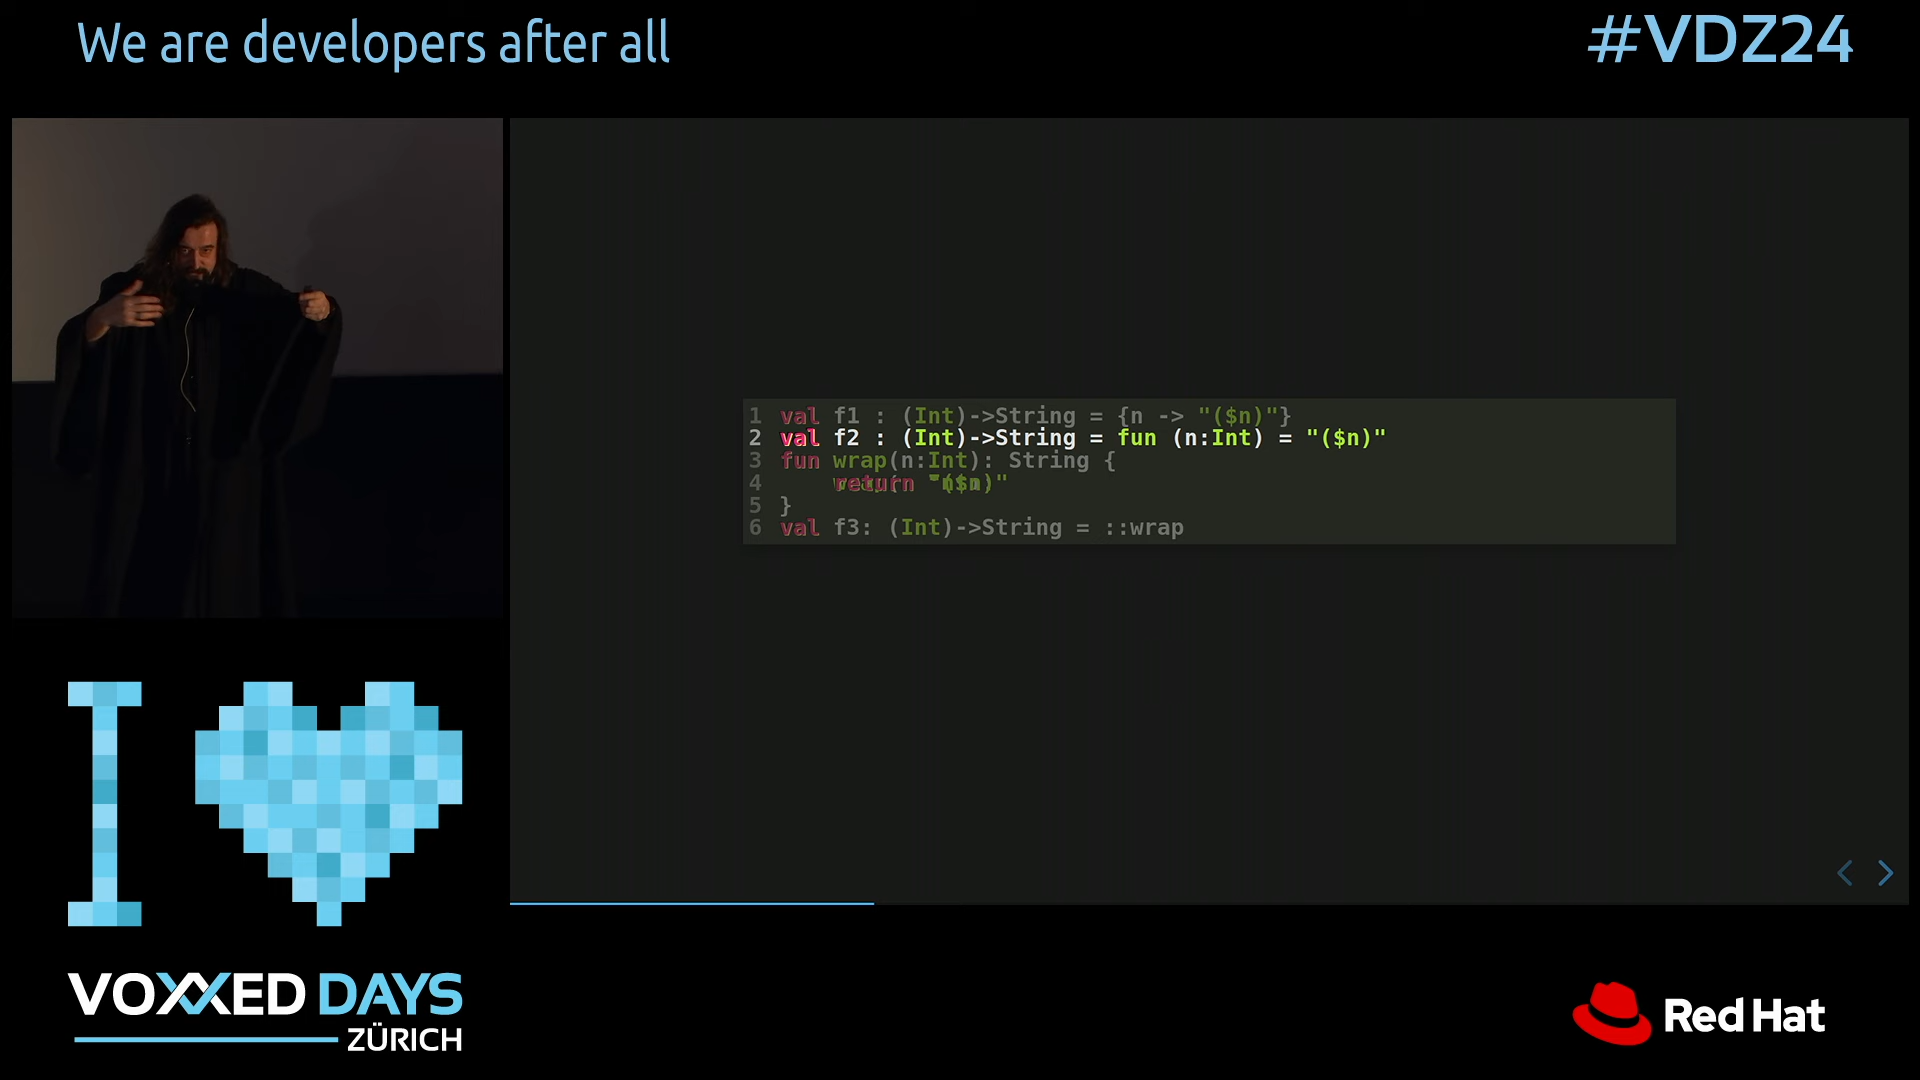 We are developers after all
#VDZ24
1 val f1 : (Int)->String = {n -> "($n)"}
2 val f2 : (Int)->String = fun (n:Int) = "($n)"
3 fun wrap(n:Int): String {
4 return "($n)"
5 }
6 val f3: (Int)->String = ::wrap
I
VOXXED DAYS
ZÜRICH
Red Hat